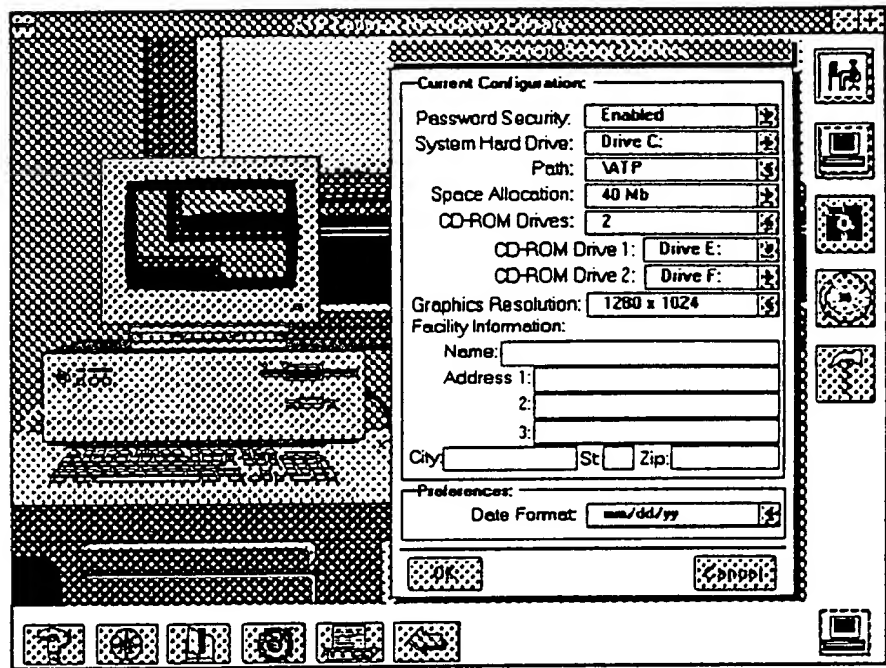 Current Configuration:
Password Security: Enabled
System Hard Drive: Drive C:
Path: \ATP
Space Allocation: 40 Mb
CD-ROM Drives: 2
CD-ROM Drive 1: Drive E:
CD-ROM Drive 2: Drive F:
Graphics Resolution: 1280 x 1024
Facility Information:
Name:
Address 1:
2:
3:
City: St: Zip:
Preferences:
Date Format: mm/dd/yy
OK Cancel